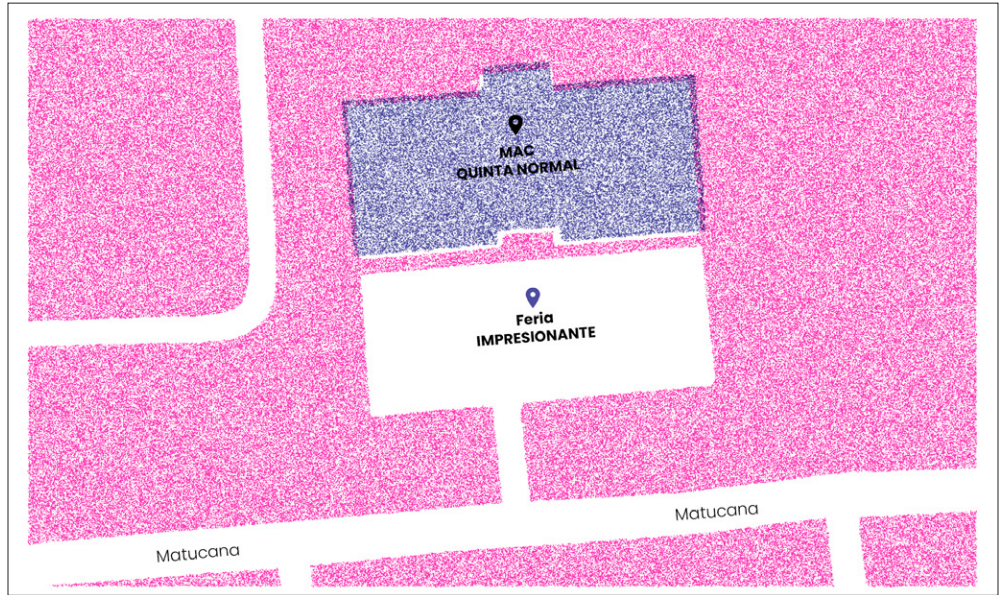 MAC
QUINTA NORMAL
Feria
IMPRESIONANTE
Matucana
Matucana